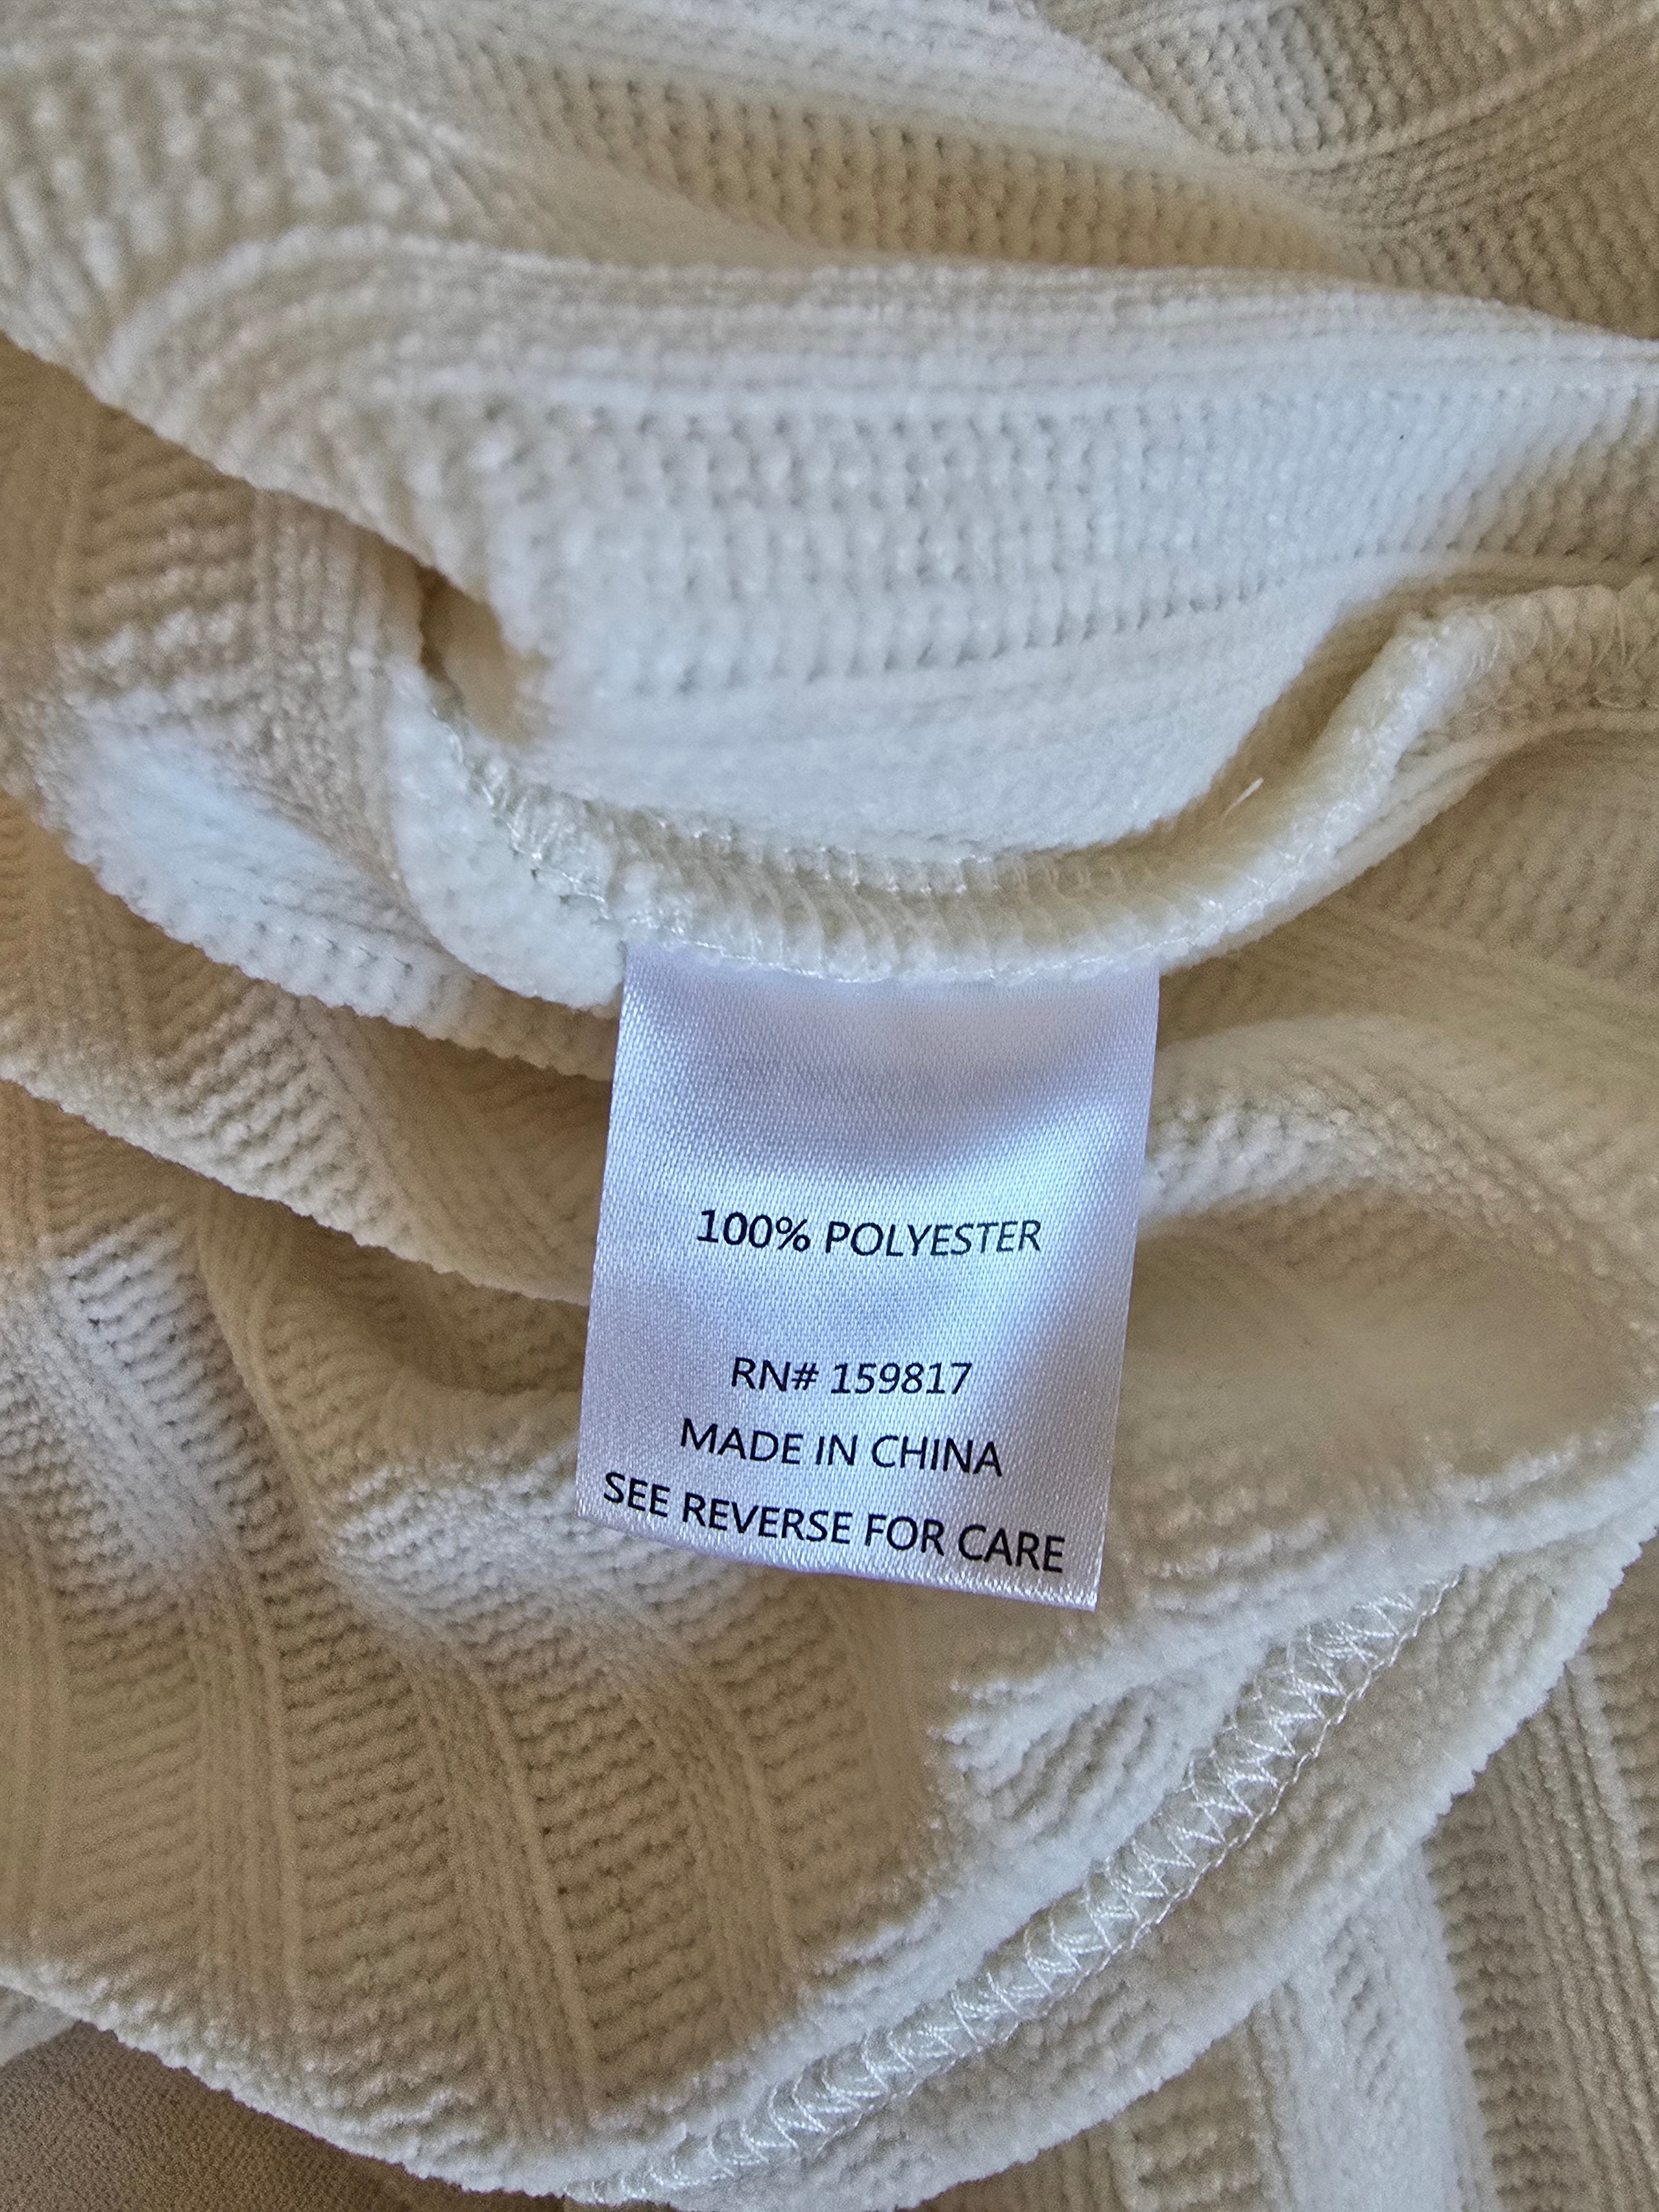 100% POLYESTER
RN# 159817
MADE IN CHINA
SEE REVERSE FOR CARE